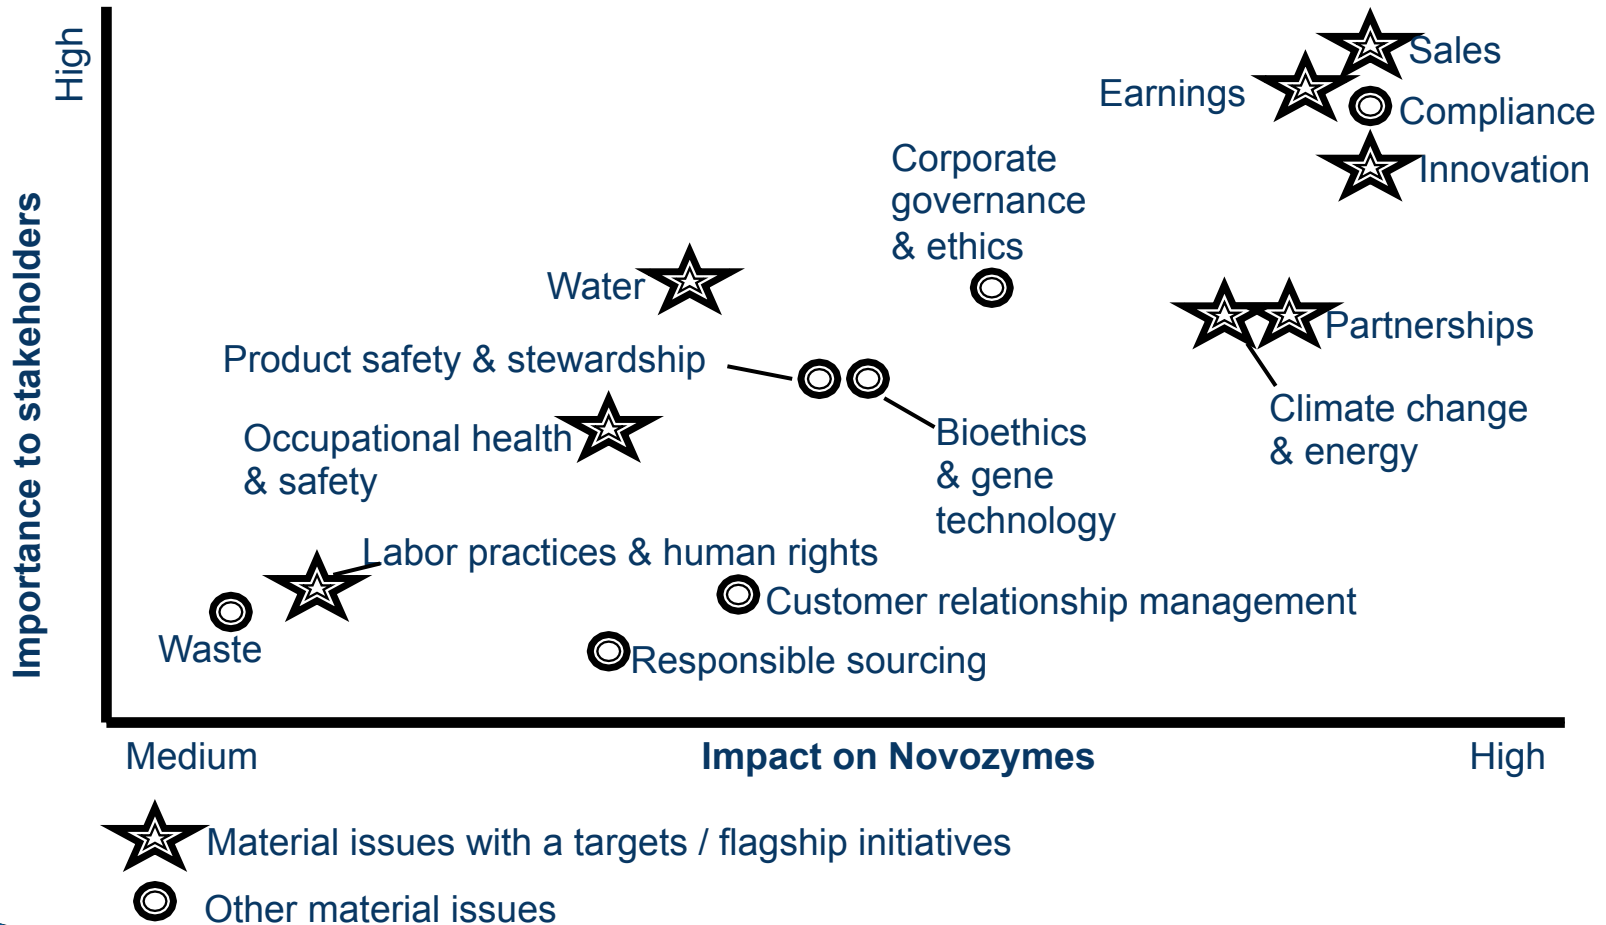 High
Importance to stakeholders
Sales
Earnings
Compliance
Innovation
Corporate
governance
& ethics
Water
Partnerships
Product safety & stewardship
Climate change
& energy
Occupational health
& safety
Bioethics
& gene
technology
Labor practices & human rights
Customer relationship management
Waste
Responsible sourcing
Medium
Impact on Novozymes
High
Material issues with a targets / flagship initiatives
Other material issues